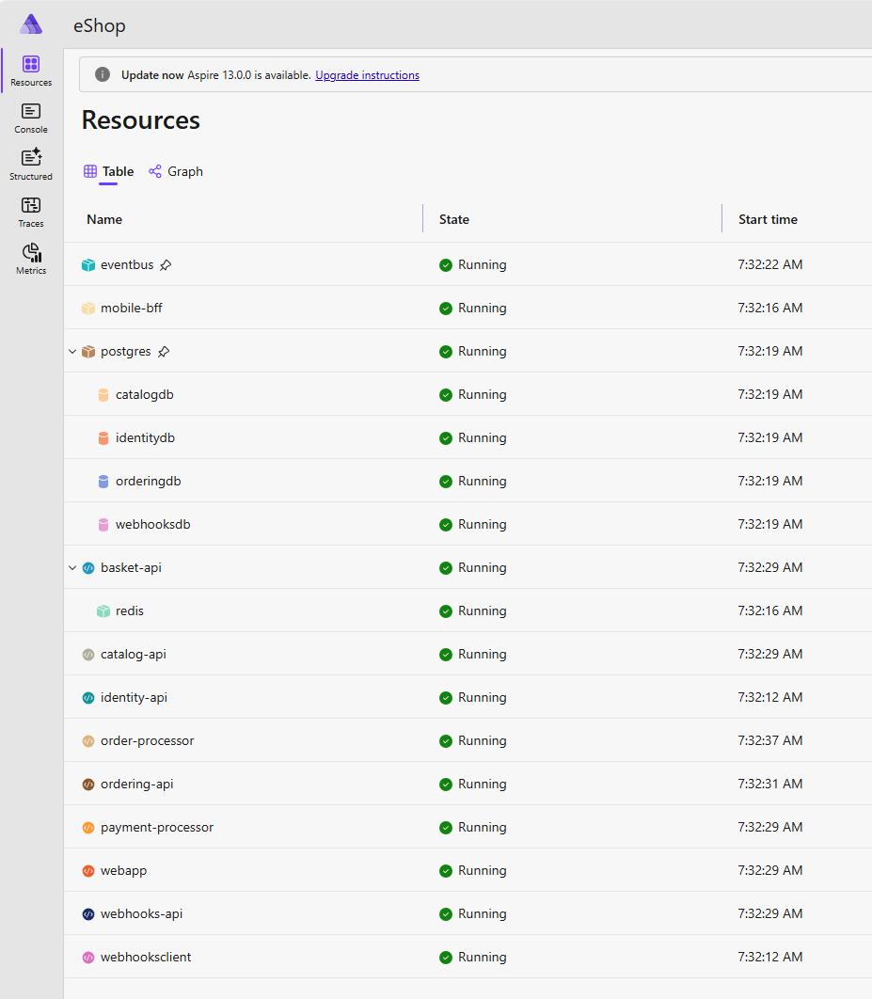 eShop
Update now Aspire 13.0.0 is available. Upgrade instructions
Resources
Console
Structured
Traces
Metrics
Resources
Table Graph
Name State Start time
eventbus Running 7:32:22 AM
mobile-bff Running 7:32:16 AM
postgres Running 7:32:19 AM
catalogdb Running 7:32:19 AM
identitydb Running 7:32:19 AM
orderingdb Running 7:32:19 AM
webhooksdb Running 7:32:19 AM
basket-api Running 7:32:29 AM
redis Running 7:32:16 AM
catalog-api Running 7:32:29 AM
identity-api Running 7:32:12 AM
order-processor Running 7:32:37 AM
ordering-api Running 7:32:31 AM
payment-processor Running 7:32:29 AM
webapp Running 7:32:29 AM
webhooks-api Running 7:32:29 AM
webhooksclient Running 7:32:12 AM